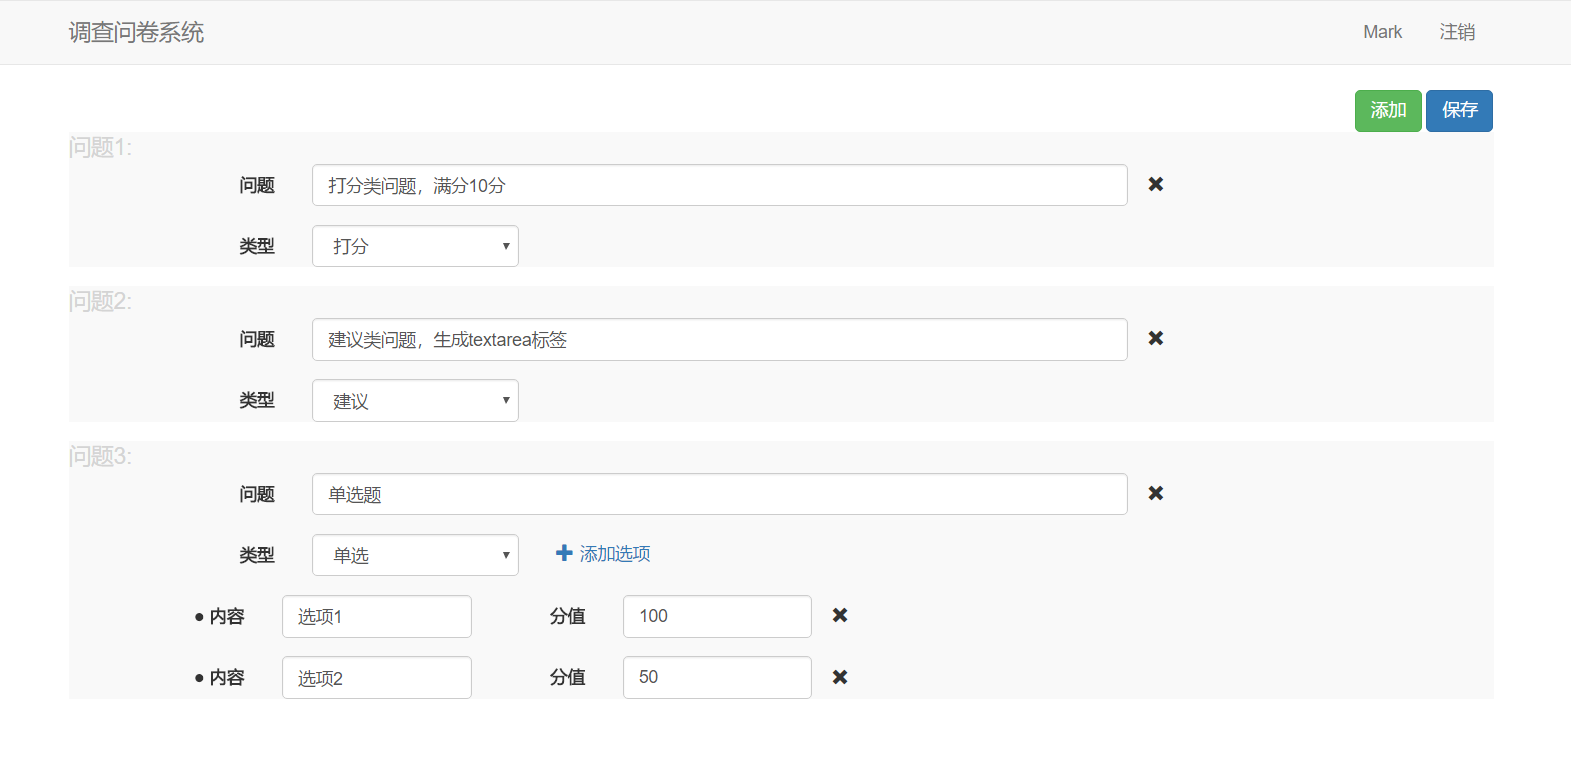 调查问卷系统 Mark 注销
添加 保存
问题1:
问题 打分类问题，满分10分
类型 打分
问题2:
问题 建议类问题，生成textarea标签
类型 建议
问题3:
问题 单选题
类型 单选 添加选项
● 内容 选项1 分值 100
● 内容 选项2 分值 50